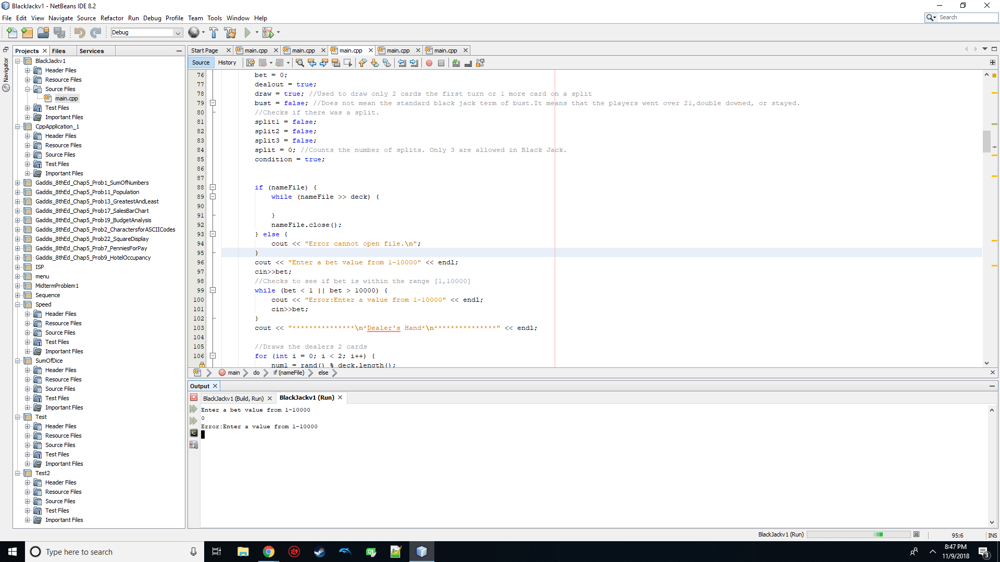 BlackJackv1 - NetBeans IDE 8.2
File Edit View Navigate Source Refactor Run Debug Profile Team Tools Window Help
Search
Debug
Projects Files Services
Navigator
BlackJackv1
Header Files
Resource Files
Source Files
main.cpp
Test Files
Important Files
CppApplication_1
Header Files
Resource Files
Source Files
Test Files
Important Files
Gaddis_8thEd_Chap5_Prob1_SumOfNumbers
Gaddis_8thEd_Chap5_Prob11_Population
Gaddis_8thEd_Chap5_Prob13_GreatestAndLeast
Gaddis_8thEd_Chap5_Prob17_SalesBarChart
Gaddis_8thEd_Chap5_Prob19_BudgetAnalysis
Gaddis_8thEd_Chap5_Prob2_CharactersforASCIICodes
Gaddis_8thEd_Chap5_Prob22_SquareDisplay
Gaddis_8thEd_Chap5_Prob7_PenniesForPay
Gaddis_8thEd_Chap5_Prob9_HotelOccupancy
ISP
menu
MidtermProblem1
Sequence
Speed
Header Files
Resource Files
Source Files
Test Files
Important Files
SumOfDice
Header Files
Resource Files
Source Files
Test Files
Important Files
Test
Header Files
Resource Files
Source Files
Test Files
Important Files
Test2
Header Files
Resource Files
Source Files
Test Files
Important Files
Start Page main.cpp main.cpp main.cpp main.cpp main.cpp
Source History
76 bet = 0;
77 dealout = true;
78 draw = true; //Used to draw only 2 cards the first turn or 1 more card on a split
79 bust = false; //Does not mean the standard black jack term of bust.It means that the players went over 21,double downed, or stayed.
80 //Checks if there was a split.
81 split1 = false;
82 split2 = false;
83 split3 = false;
84 split = 0; //Counts the number of splits. Only 3 are allowed in Black Jack.
85 condition = true;
86
87
88 if (nameFile) {
89 while (nameFile >> deck) {
90
91 }
92 nameFile.close();
93 } else {
94 cout << "Error cannot open file.\n";
95 }
96 cout << "Enter a bet value from 1-10000" << endl;
97 cin>>bet;
98 //Checks to see if bet is within the range [1,10000]
99 while (bet < 1 || bet > 10000) {
100 cout << "Error:Enter a value from 1-10000" << endl;
101 cin>>bet;
102 }
103 cout << "***************\n*Dealer's Hand*\n***************" << endl;
104
105 //Draws the dealers 2 cards
106 for (int i = 0; i < 2; i++) {
num1 = rand() % deck.length();
main do if (nameFile) else
Output
BlackJackv1 (Build, Run) BlackJackv1 (Run)
Enter a bet value from 1-10000
0
Error:Enter a value from 1-10000
BlackJackv1 (Run) 95:6 INS
Type here to search
8:47 PM
11/9/2018
3